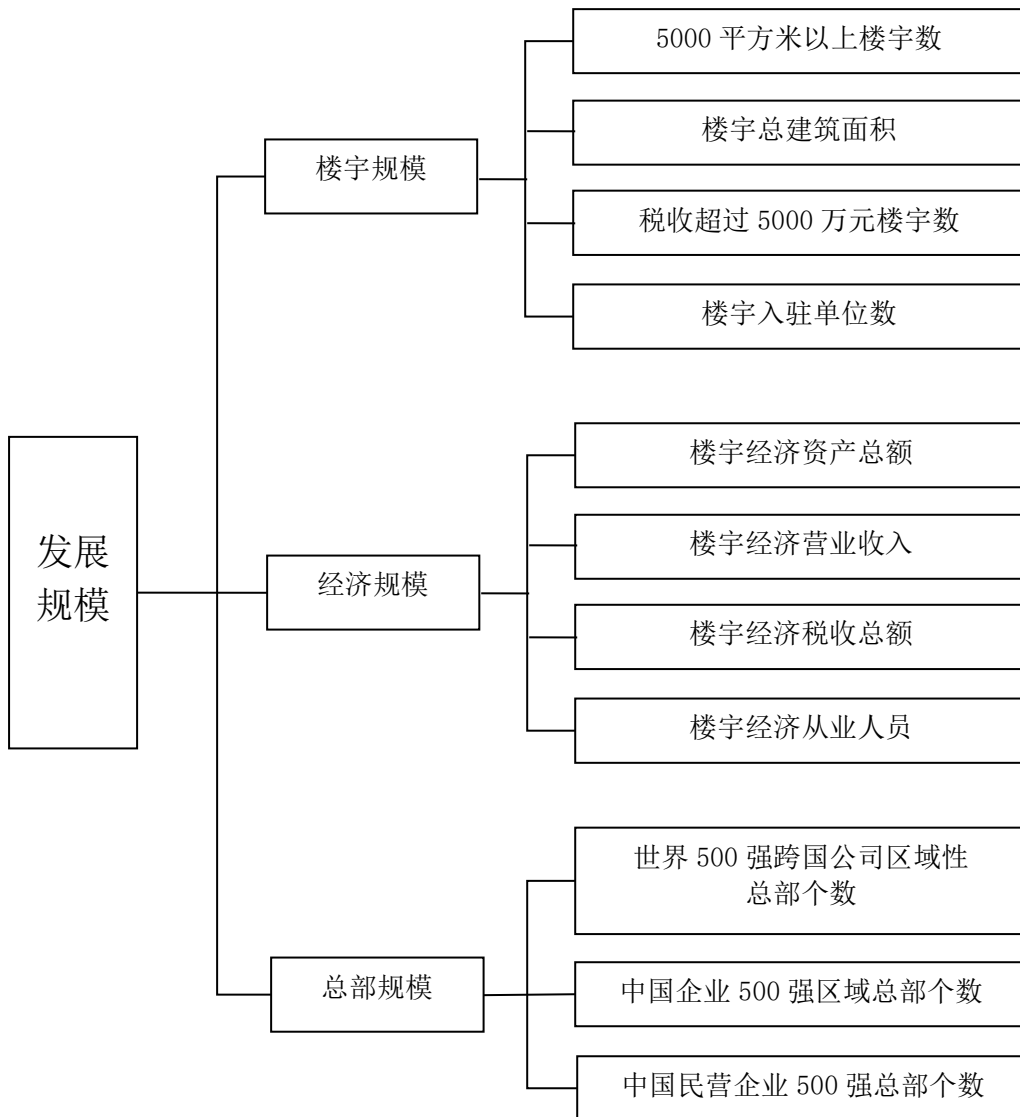 5000 平方米以上楼宇数
楼宇总建筑面积
楼宇规模
税收超过 5000 万元楼宇数
楼宇入驻单位数
发展
规模
楼宇经济资产总额
楼宇经济营业收入
经济规模
楼宇经济税收总额
楼宇经济从业人员
世界 500 强跨国公司区域性
总部个数
总部规模
中国企业 500 强区域总部个数
中国民营企业 500 强总部个数